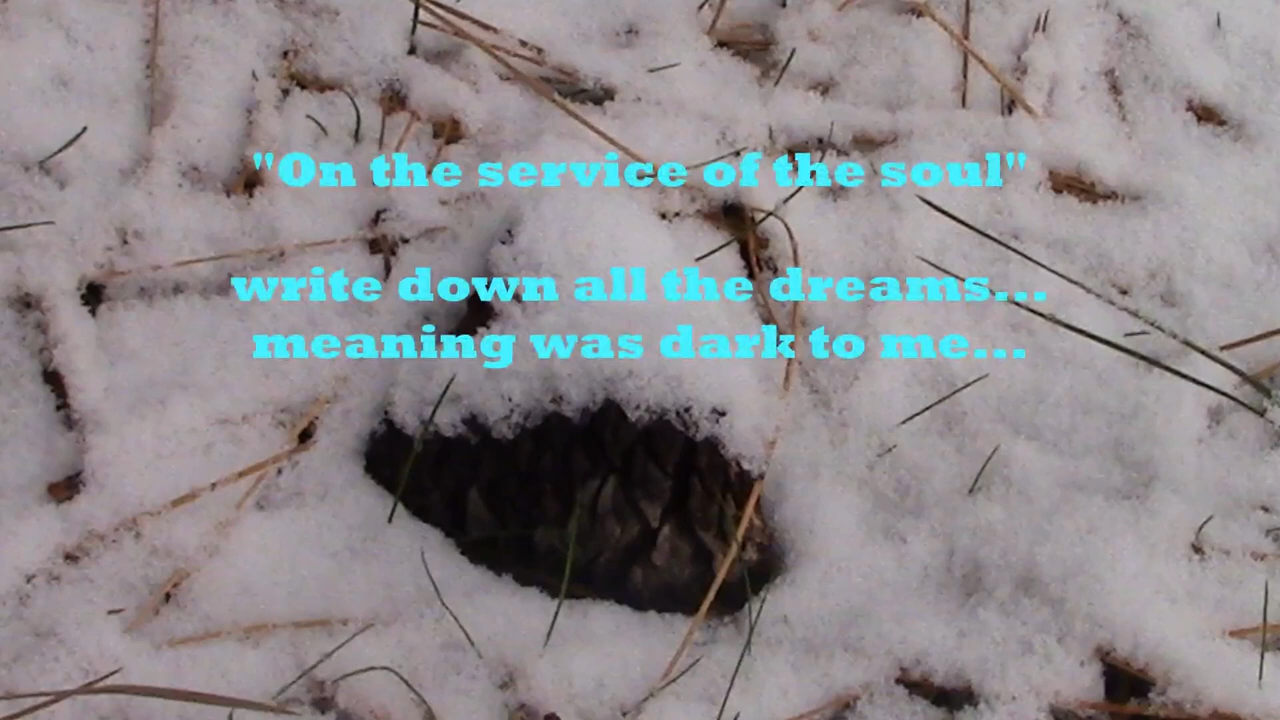 "On the service of the soul"
write down all the dreams...
meaning was dark to me...